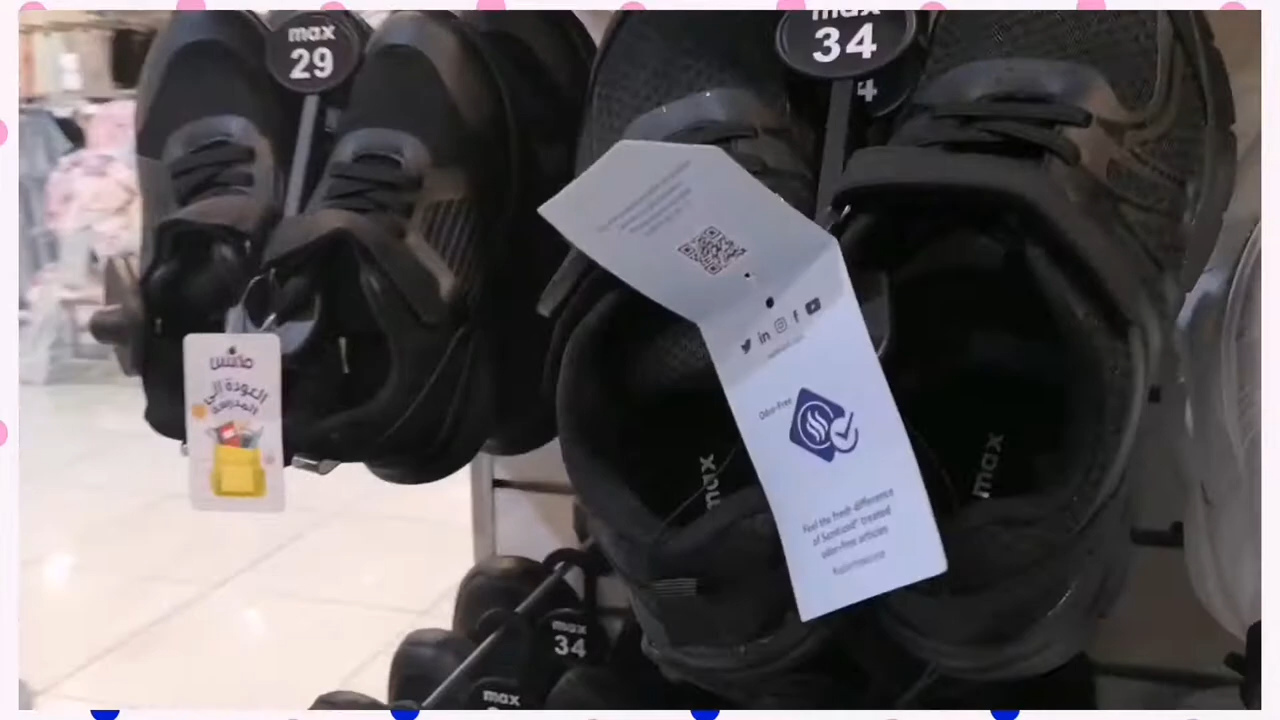 max
29
max
34
4
ماكس
العودة الى
المدرسة
Odor-Free
Feel the fresh difference
of Sanitized® treated
odor-free articles
max
max
max
34
max